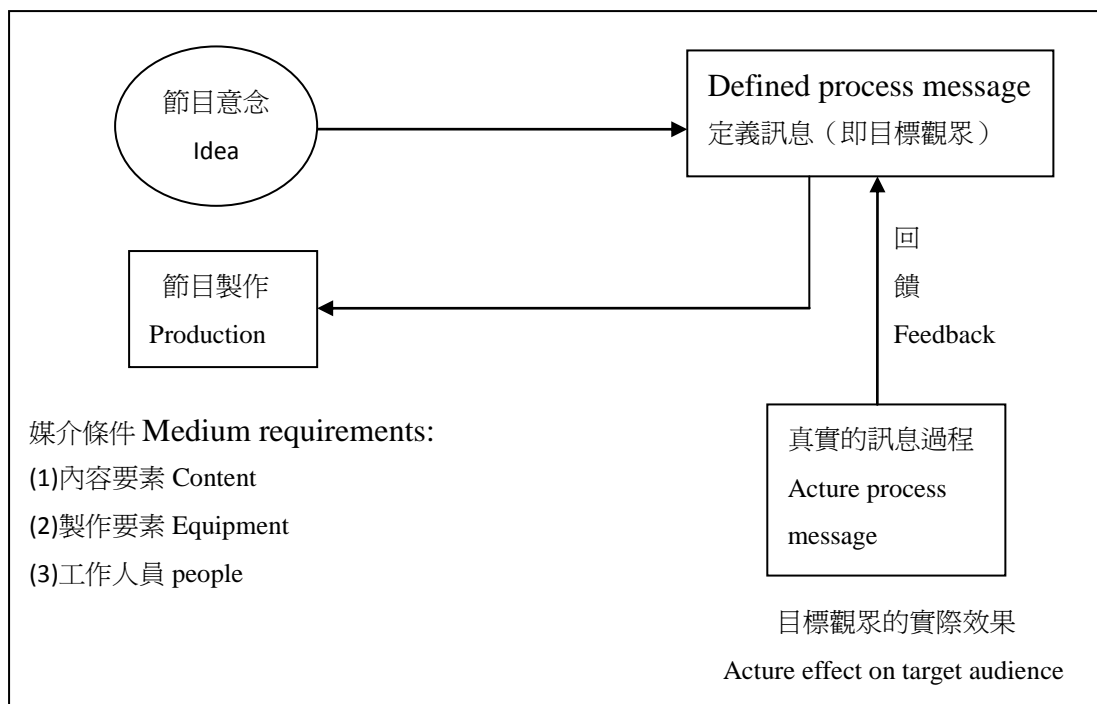 節目意念
Idea
Defined process message
定義訊息（即目標觀眾）
節目製作
Production
回
饋
Feedback
媒介條件 Medium requirements:
(1)內容要素 Content
(2)製作要素 Equipment
(3)工作人員 people
真實的訊息過程
Acture process
message
目標觀眾的實際效果
Acture effect on target audience